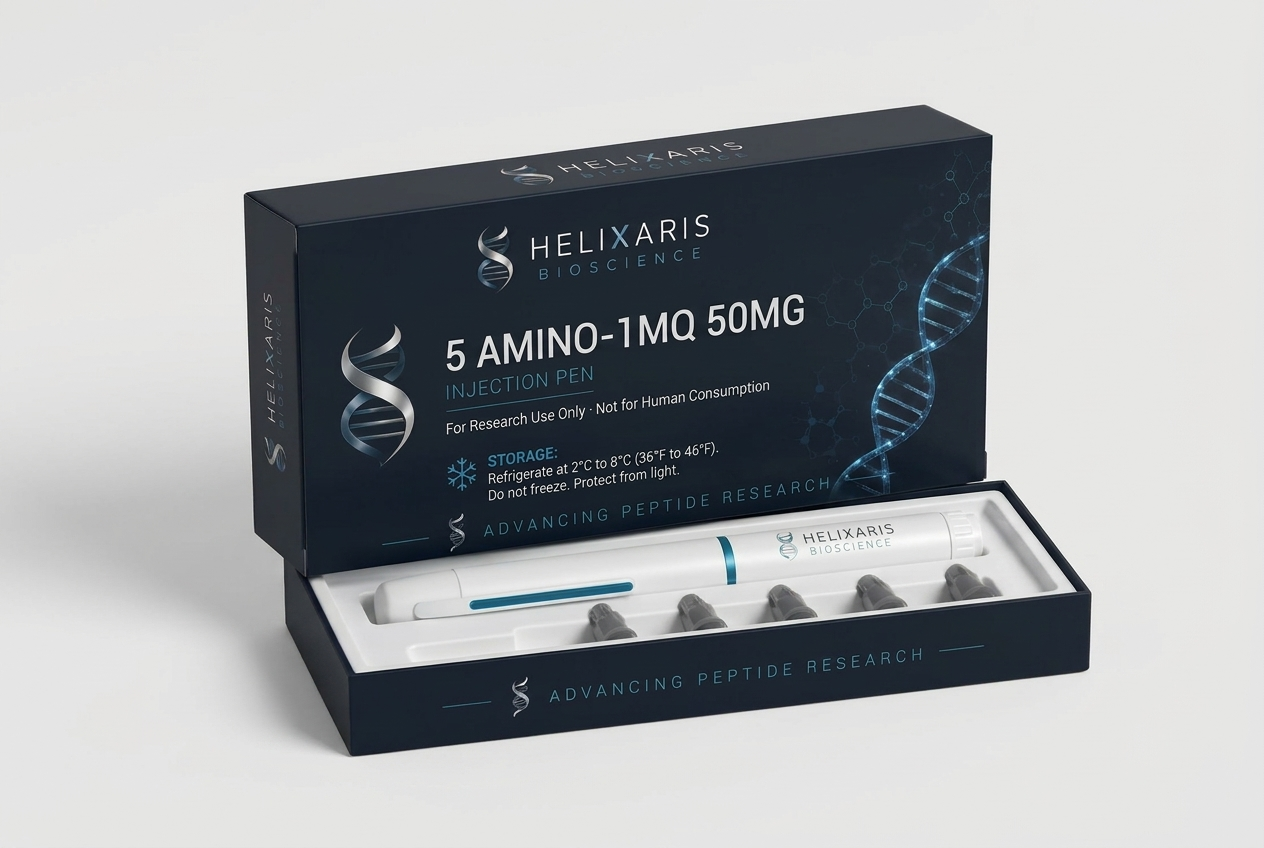 HELIXARIS
BIOSCIENCE
HELIXARIS
BIOSCIENCE
HELIXARIS
BIOSCIENCE
5 AMINO-1MQ 50MG
INJECTION PEN
For Research Use Only · Not for Human Consumption
STORAGE:
Refrigerate at 2°C to 8°C (36°F to 46°F).
Do not freeze. Protect from light.
ADVANCING PEPTIDE RESEARCH
HELIXARIS
BIOSCIENCE
ADVANCING PEPTIDE RESEARCH